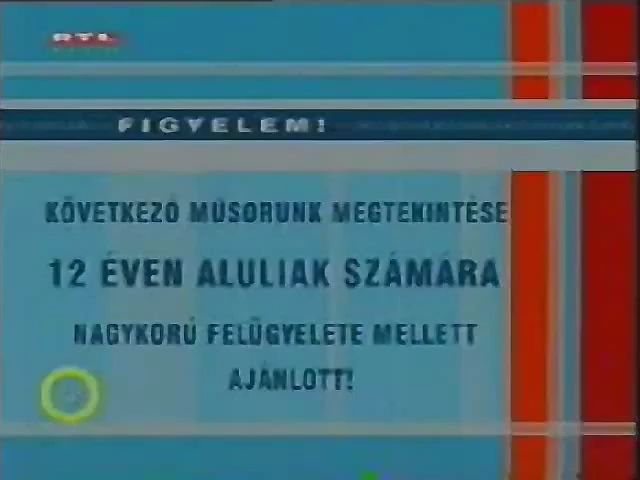 RTL
FIGYELEM!
KÖVETKEZŐ MŰSORUNK MEGTEKINTÉSE
12 ÉVEN ALULIAK SZÁMÁRA
NAGYKORÚ FELÜGYELETE MELLETT
AJÁNLOTT!